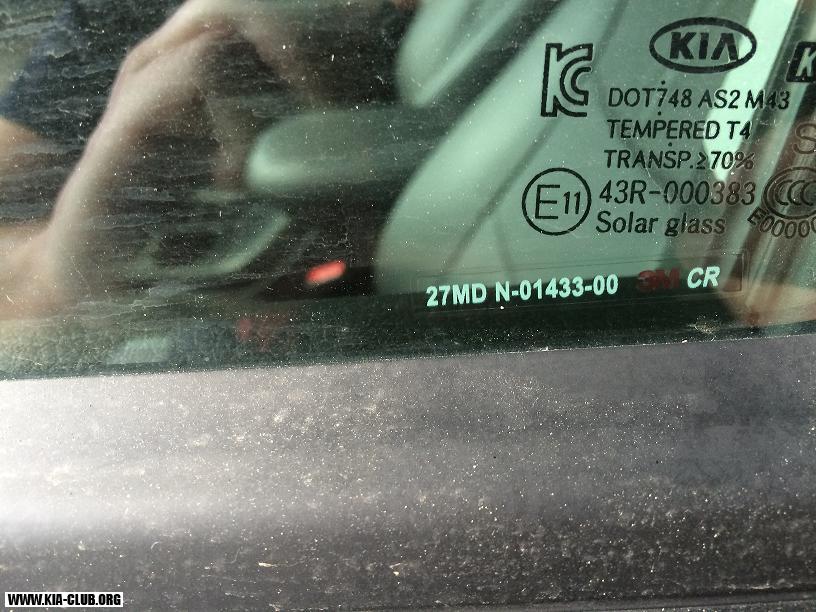 KIA
DOT748 AS2 M43
TEMPERED T4
TRANSP.≥70%
E11 43R-000383
Solar glass
E0000
27MD N-01433-00 3M CR
WWW.KIA-CLUB.ORG